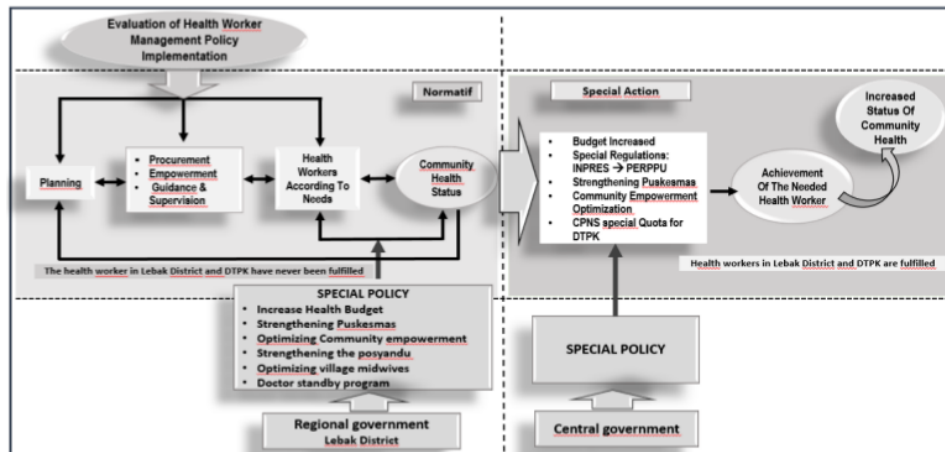 Evaluation of Health Worker
Management Policy
Implementation
Normatif
Planning
Procurement
Empowerment
Guidance &
Supervision
Health
Workers
According To
Needs
Community
Health
Status
The health worker in Lebak District and DTPK have never been fulfilled
SPECIAL POLICY
Increase Health Budget
Strengthening Puskesmas
Optimizing Community empowerment
Strengthening the posyandu
Optimizing village midwives
Doctor standby program
Regional government
Lebak District
Special Action
Budget Increased
Special Regulations:
INPRES → PERPPU
Strengthening Puskesmas
Community Empowerment
Optimization
CPNS special Quota for
DTPK
Achievement
Of The Needed
Health Worker
Increased
Status Of
Community
Health
Health workers in Lebak District and DTPK are fulfilled
SPECIAL POLICY
Central government